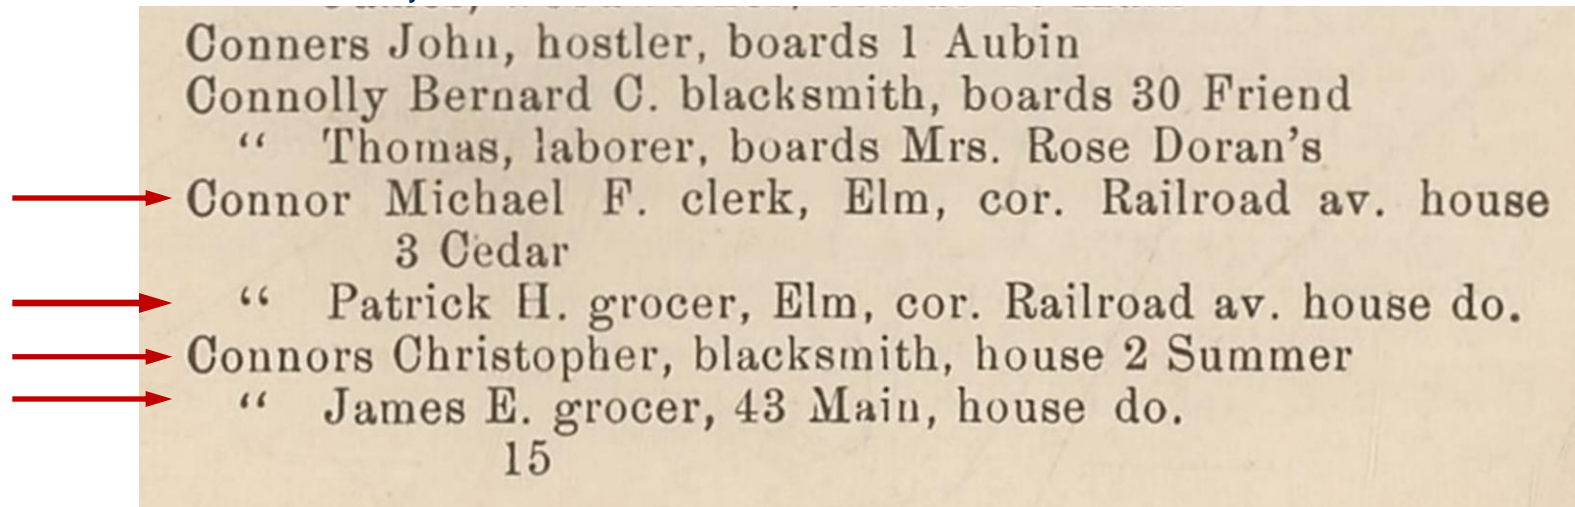 Conners John, hostler, boards 1 Aubin
Connolly Bernard C. blacksmith, boards 30 Friend
“ Thomas, laborer, boards Mrs. Rose Doran's
Connor Michael F. clerk, Elm, cor. Railroad av. house
3 Cedar
“ Patrick H. grocer, Elm, cor. Railroad av. house do.
Connors Christopher, blacksmith, house 2 Summer
“ James E. grocer, 43 Main, house do.
15